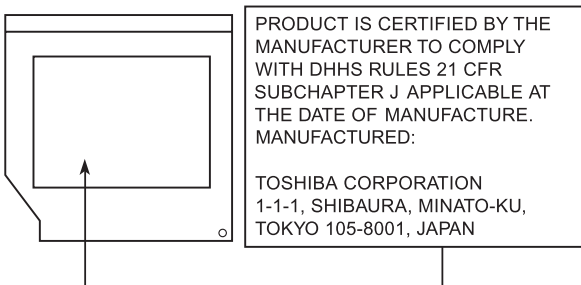 PRODUCT IS CERTIFIED BY THE
MANUFACTURER TO COMPLY
WITH DHHS RULES 21 CFR
SUBCHAPTER J APPLICABLE AT
THE DATE OF MANUFACTURE.
MANUFACTURED:
TOSHIBA CORPORATION
1-1-1, SHIBAURA, MINATO-KU,
TOKYO 105-8001, JAPAN